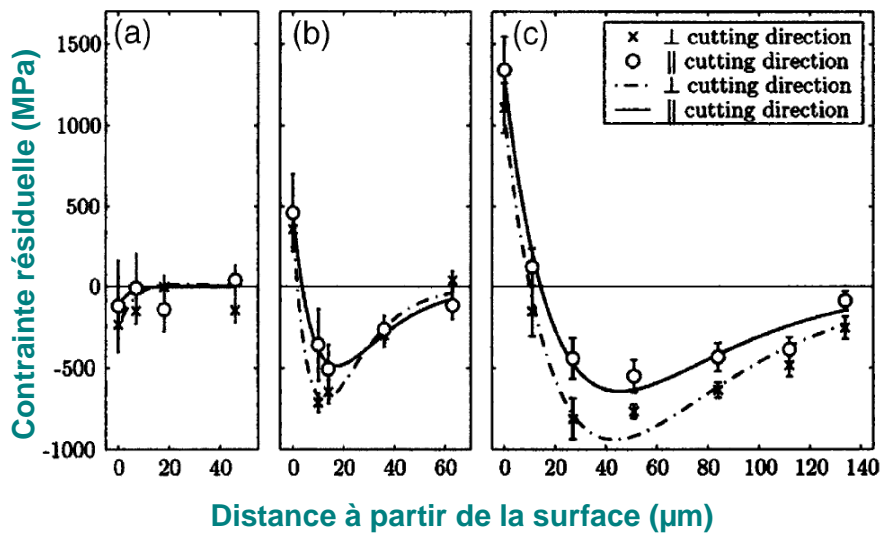 (a)
(b)
(c)
⊥ cutting direction
∥ cutting direction
⊥ cutting direction
∥ cutting direction
1500
1000
500
0
-500
-1000
Contrainte résiduelle (MPa)
0 20 40
0 20 40 60
0 20 40 60 80 100 120 140
Distance à partir de la surface (µm)